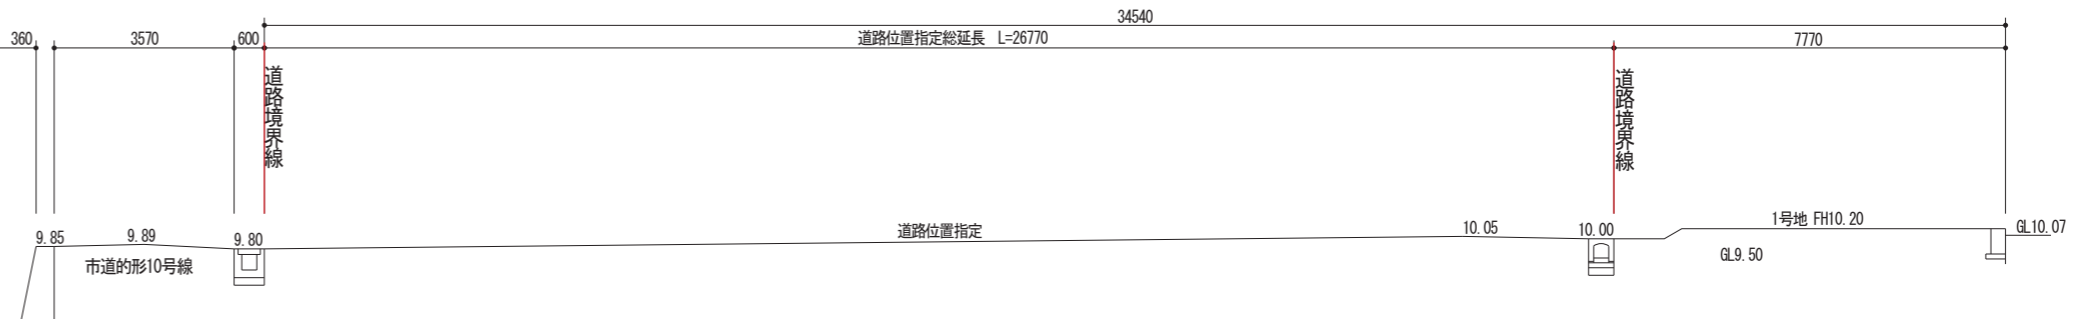 34540
360
3570
600
道路位置指定総延長 L=26770
7770
道路境界線
道路境界線
9.85
9.89
9.80
道路位置指定
10.05
10.00
1号地 FH10.20
GL10.07
市道的形10号線
GL9.50